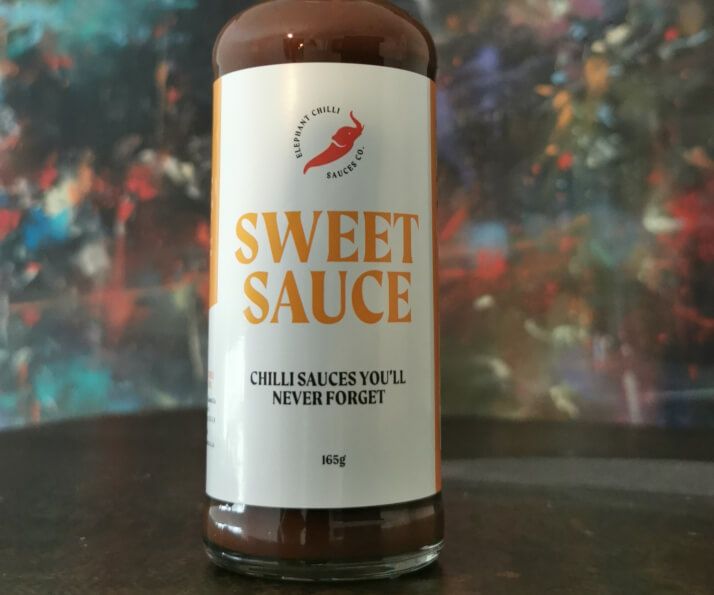 ELEPHANT CHILLI
SAUCES CO.
SWEET
SAUCE
CHILLI SAUCES YOU'LL
NEVER FORGET
165g